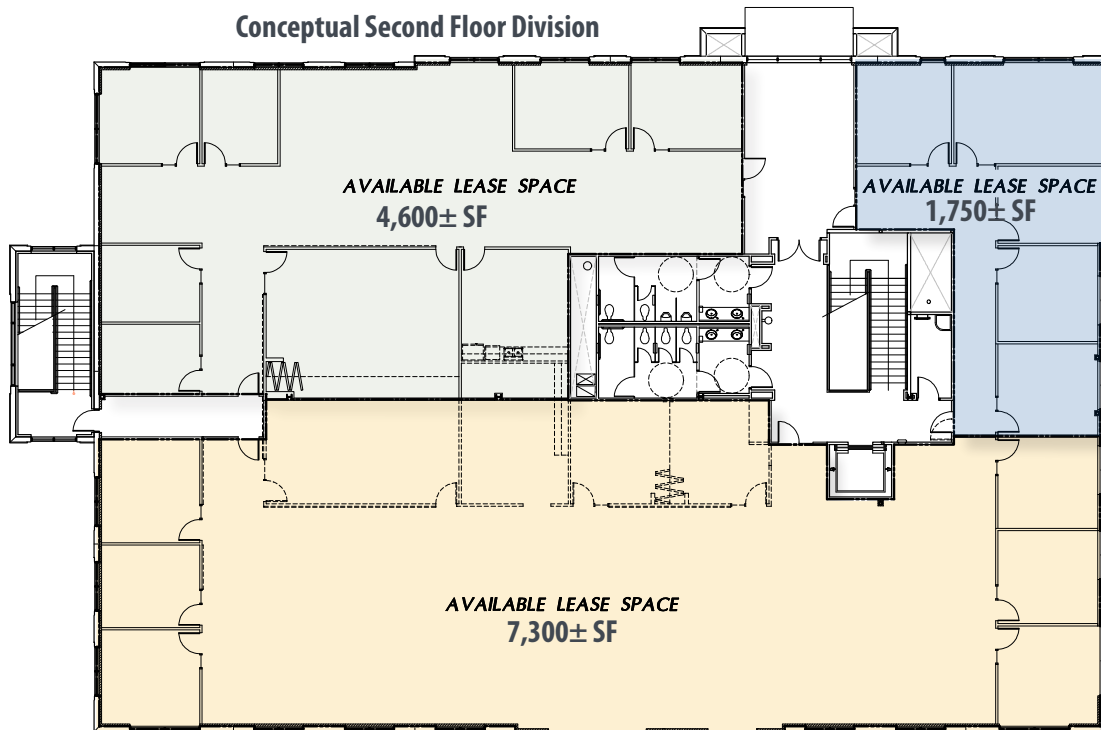 Conceptual Second Floor Division
AVAILABLE LEASE SPACE
4,600± SF
AVAILABLE LEASE SPACE
1,750± SF
AVAILABLE LEASE SPACE
7,300± SF